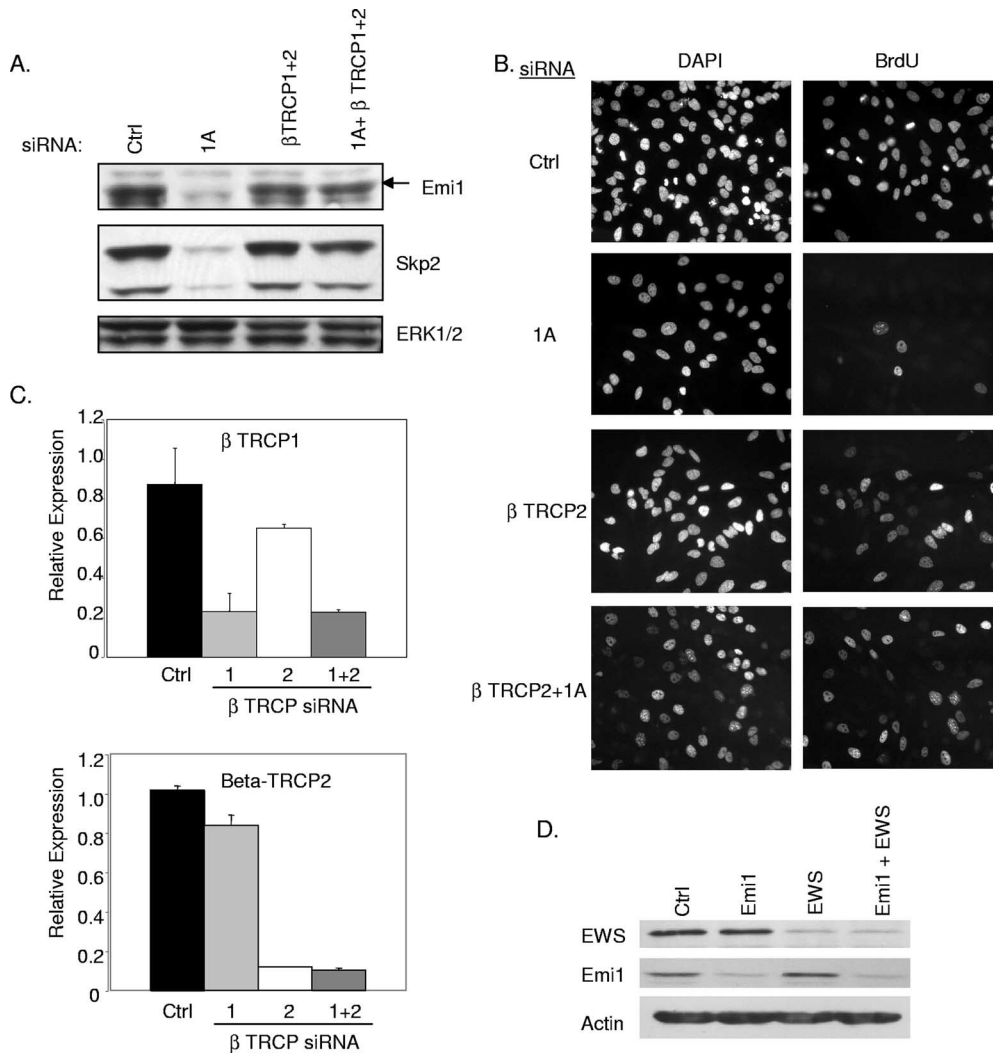 A.
siRNA:
Ctrl
1A
βTRCP1+2
1A+ β TRCP1+2
Emi1
Skp2
ERK1/2
B.
siRNA
DAPI
BrdU
Ctrl
1A
β TRCP2
β TRCP2+1A
C.
β TRCP1
Relative Expression
1.2
1.0
0.8
0.6
0.4
0.2
0
Ctrl
1
2
1+2
β TRCP siRNA
Beta-TRCP2
Relative Expression
1.2
1.0
0.8
0.6
0.4
0.2
0
Ctrl
1
2
1+2
β TRCP siRNA
D.
Ctrl
Emi1
EWS
Emi1 + EWS
EWS
Emi1
Actin